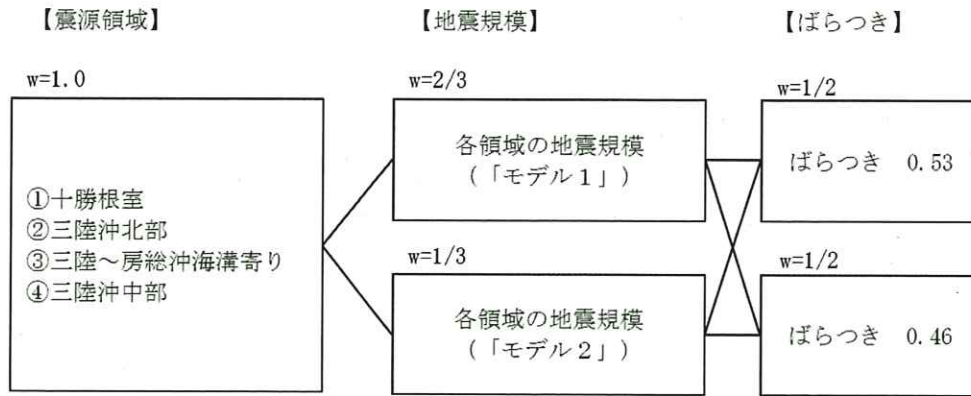 【震源領域】
【地震規模】
【ばらつき】
w=1.0
①十勝根室
②三陸沖北部
③三陸～房総沖海溝寄り
④三陸沖中部
w=2/3
各領域の地震規模
(「モデル1」)
w=1/3
各領域の地震規模
(「モデル2」)
w=1/2
ばらつき 0.53
w=1/2
ばらつき 0.46